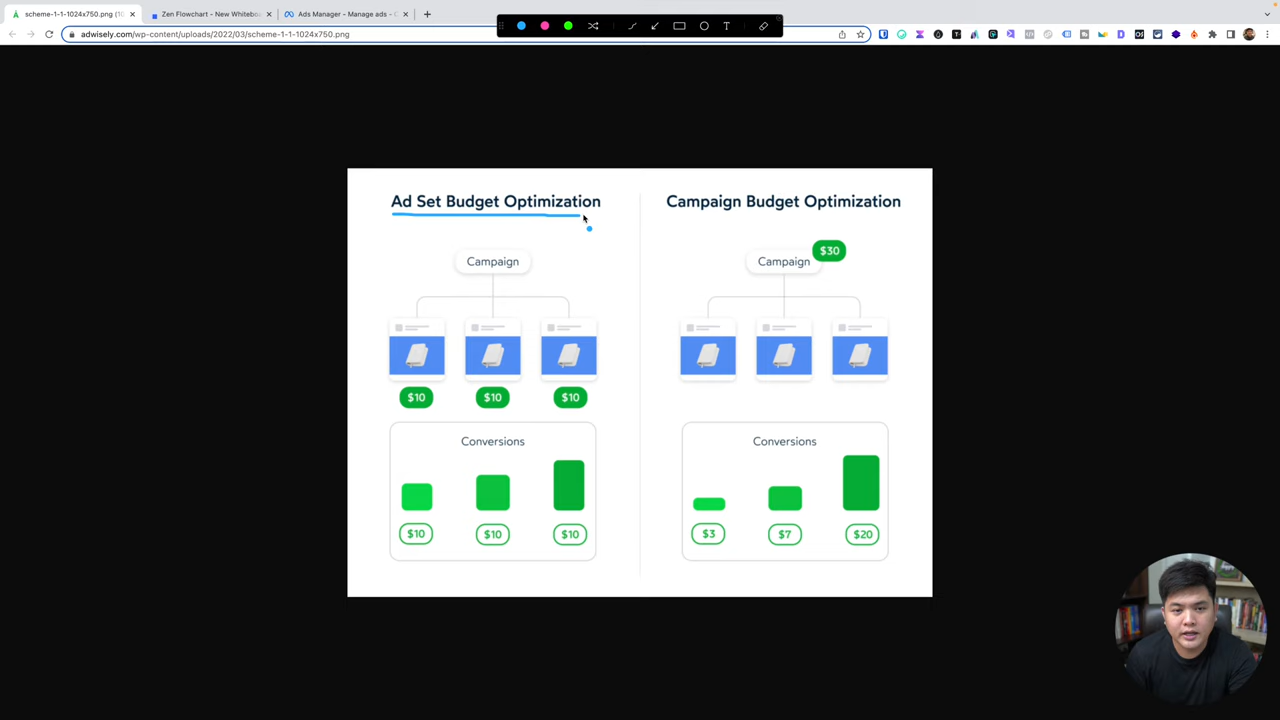 scheme-1-1-1024x750.png (10
Zen Flowchart - New Whiteboa
Ads Manager - Manage ads - C
adwisely.com/wp-content/uploads/2022/03/scheme-1-1-1024x750.png
Ad Set Budget Optimization
Campaign
$10 $10 $10
Conversions
$10 $10 $10
Campaign Budget Optimization
Campaign
$30
Conversions
$3 $7 $20